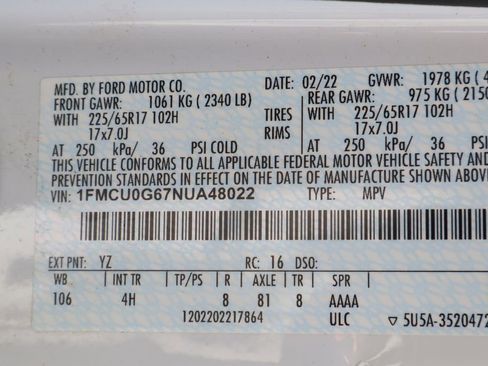 MFD. BY FORD MOTOR CO. DATE: 02/22 GVWR: 1978 KG ( 4
FRONT GAWR: 1061 KG ( 2340 LB) REAR GAWR: 975 KG ( 2150
WITH 225/65R17 102H TIRES WITH 225/65R17 102H
17x7.0J RIMS 17x7.0J
AT 250 kPa/ 36 PSI COLD AT 250 kPa/ 36 PSI
THIS VEHICLE CONFORMS TO ALL APPLICABLE FEDERAL MOTOR VEHICLE SAFETY AND
PREVENTION STANDARDS IN EFFECT ON THE DATE OF MANUFACTURE SHOWN ABOVE.
VIN: 1FMCU0G67NUA48022 TYPE: MPV
EXT PNT: YZ RC: 16 DSO:
WB INT TR TP/PS R AXLE TR SPR
106 4H 8 81 8 AAAA
1202202217864 ULC ▽ 5U5A-3520472